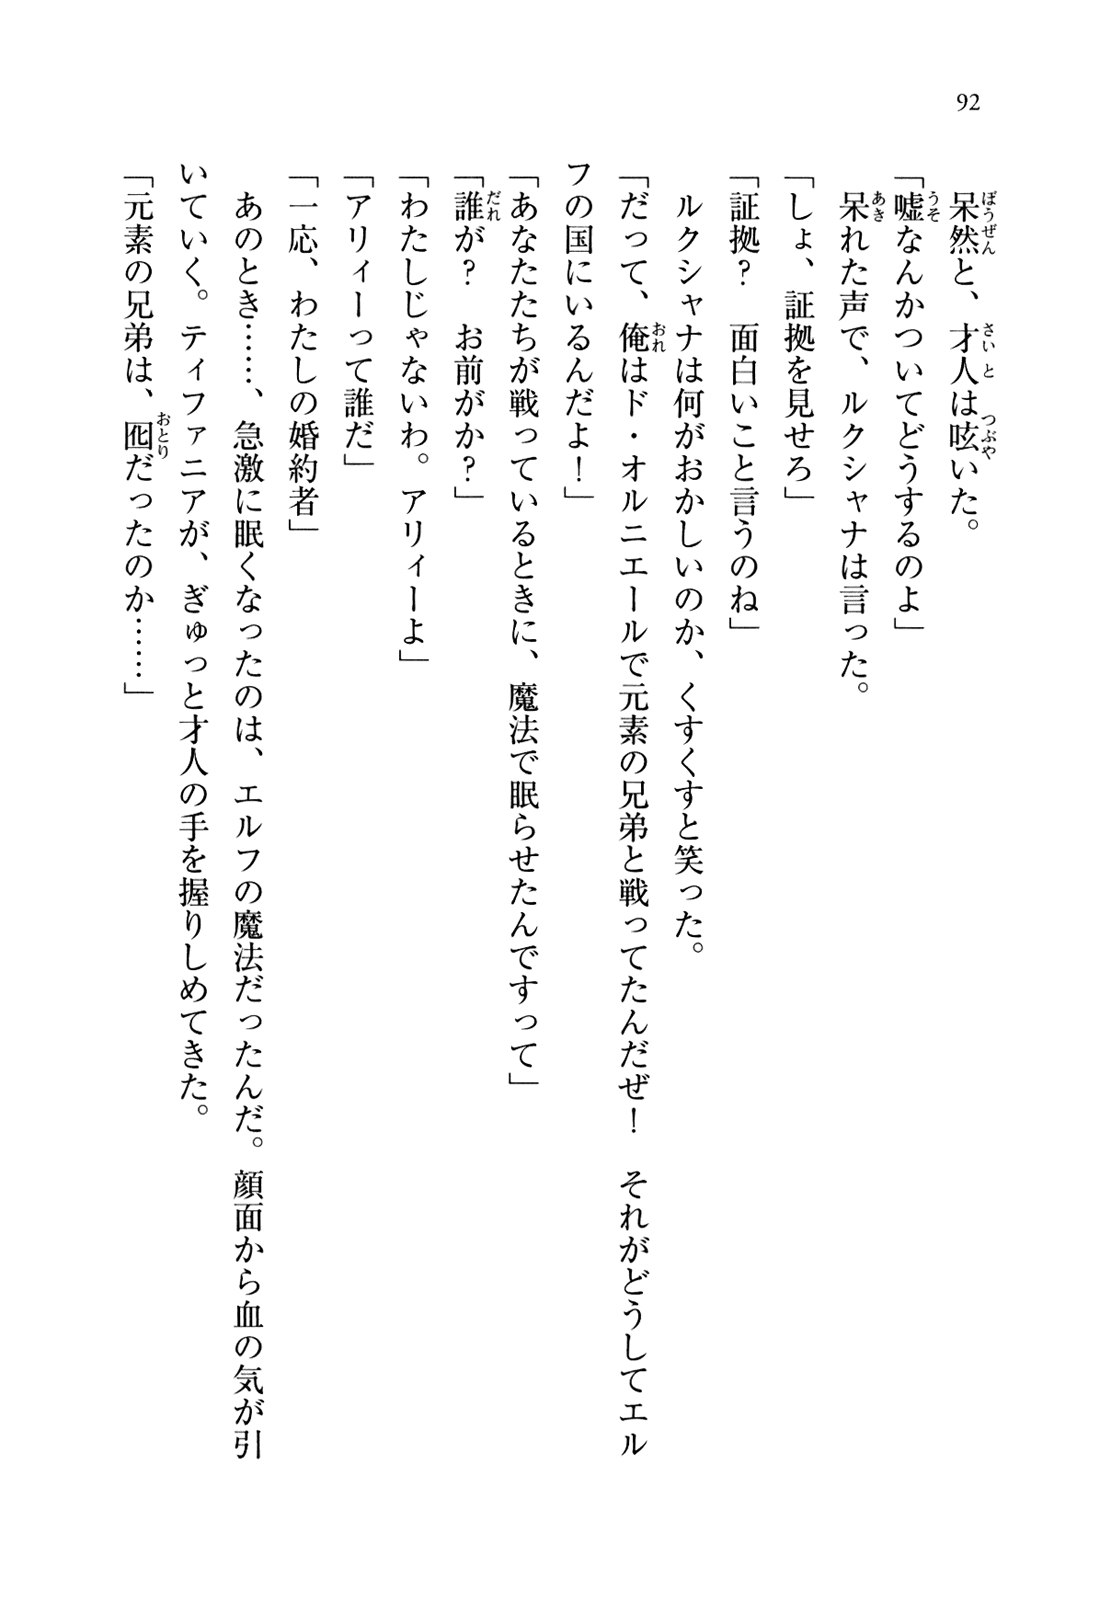 92
呆然と、才人は呟いた。
「嘘なんかついてどうするのよ」
呆れた声で、ルクシャナは言った。
「しょ、証拠を見せろ」
「証拠？　面白いこと言うのね」
ルクシャナは何がおかしいのか、くすくすと笑った。
「だって、俺はド・オルニエールで元素の兄弟と戦ってたんだぜ！　それがどうしてエル
フの国にいるんだよ！」
「あなたたちが戦っているときに、魔法で眠らせたんですって」
「誰が？　お前がか？」
「わたしじゃないわ。アリィーよ」
「アリィーって誰だ」
「一応、わたしの婚約者」
あのとき……、急激に眠くなったのは、エルフの魔法だったんだ。顔面から血の気が引
いていく。ティファニアが、ぎゅっと才人の手を握りしめてきた。
「元素の兄弟は、囮だったのか……」